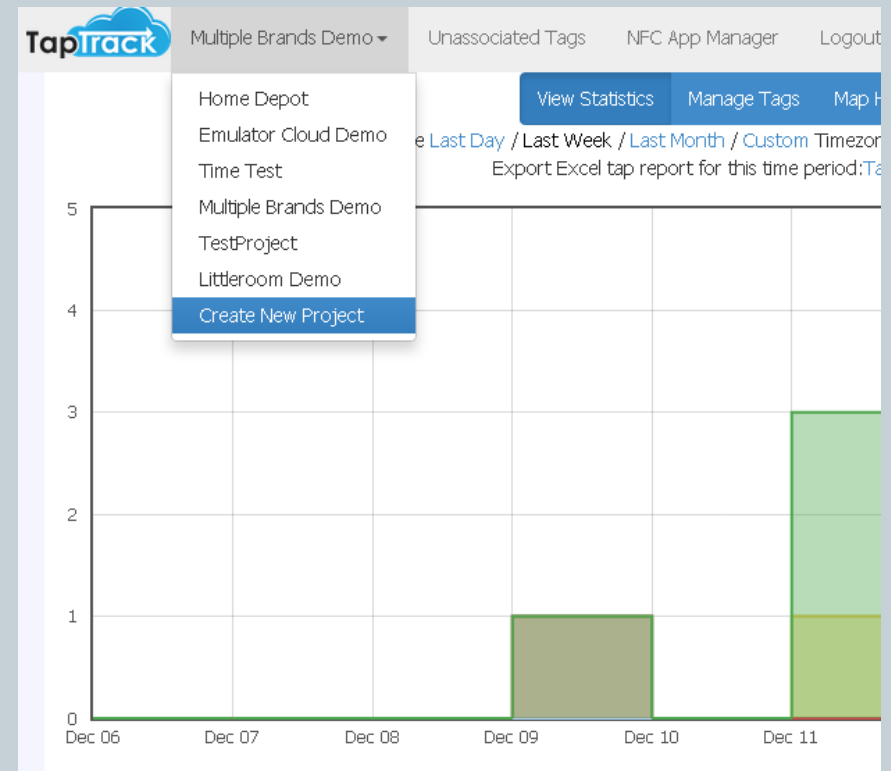 TapTrack Multiple Brands Demo Unassociated Tags NFC App Manager Logout
Home Depot
Emulator Cloud Demo
Time Test
Multiple Brands Demo
TestProject
Littleroom Demo
Create New Project
View Statistics Manage Tags Map
Last Day / Last Week / Last Month / Custom
Export Excel tap report for this time period:
5
4
3
2
1
0
Dec 06 Dec 07 Dec 08 Dec 09 Dec 10 Dec 11